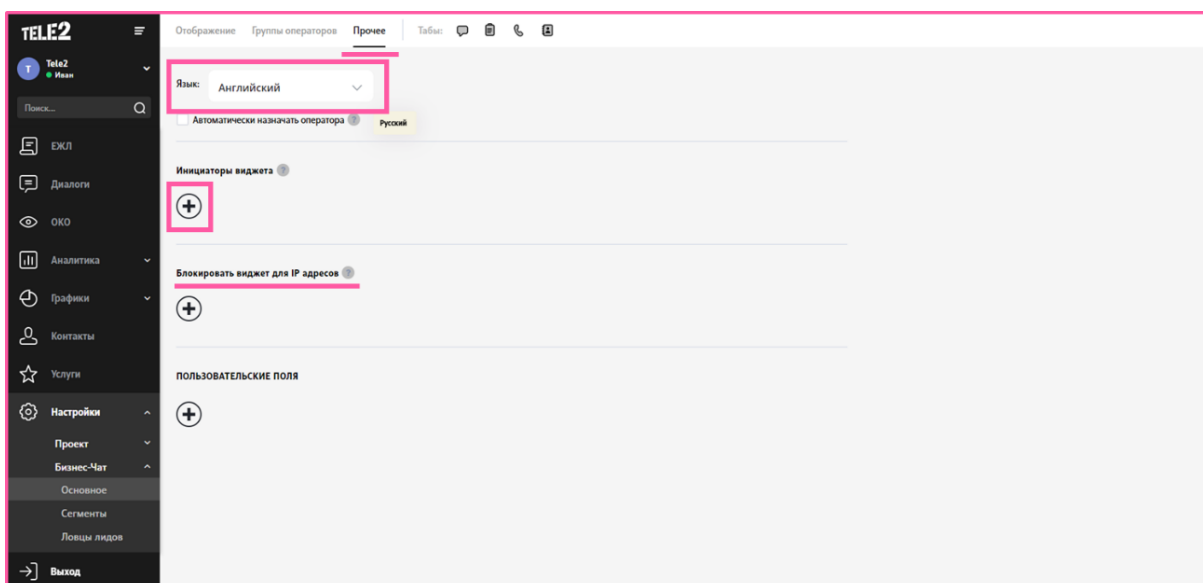 TELE2
Отображение Группы операторов Прочее Табы:
T
Tele2
Иван
Поиск...
Язык: Английский
Автоматически назначать оператора ?
Русский
ЕЖЛ
Диалоги
ОКО
Аналитика
Графики
Контакты
Услуги
Настройки
Проект
Бизнес-Чат
Основное
Сегменты
Ловцы лидов
Выход
Инициаторы виджета ?
Блокировать виджет для IP адресов ?
ПОЛЬЗОВАТЕЛЬСКИЕ ПОЛЯ